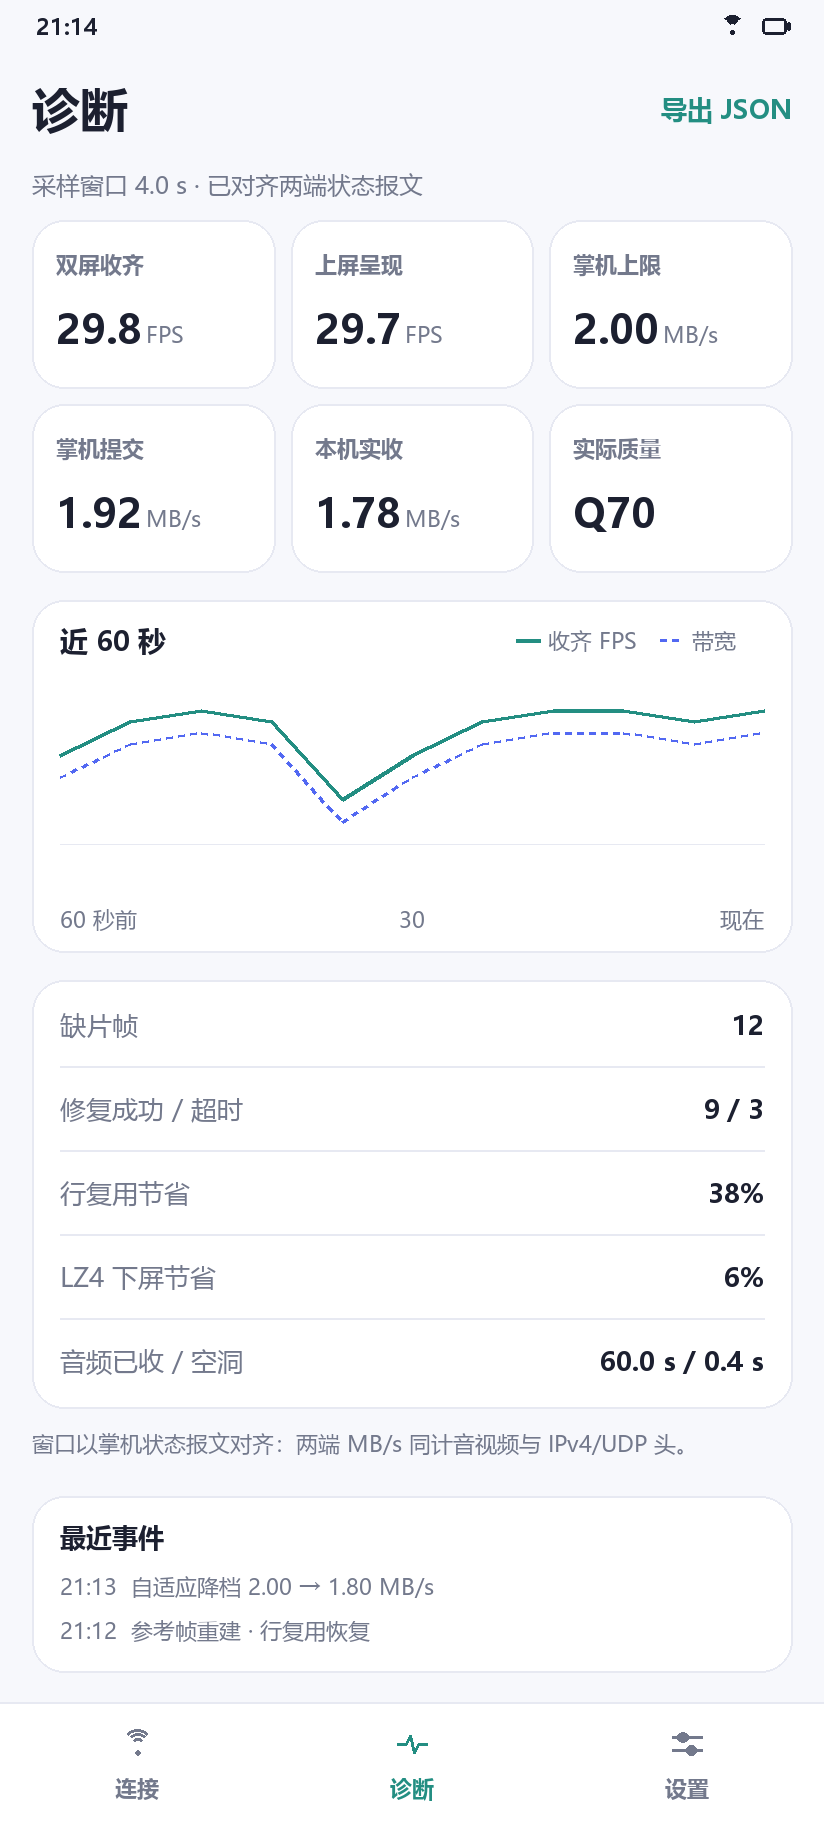 21:14
诊断
导出 JSON
采样窗口 4.0 s · 已对齐两端状态报文
双屏收齐
上屏呈现
掌机上限
29.8 FPS
29.7 FPS
2.00 MB/s
掌机提交
本机实收
实际质量
1.92 MB/s
1.78 MB/s
Q70
近 60 秒
收齐 FPS
带宽
60 秒前
30
现在
缺片帧
12
修复成功 / 超时
9 / 3
行复用节省
38%
LZ4 下屏节省
6%
音频已收 / 空洞
60.0 s / 0.4 s
窗口以掌机状态报文对齐：两端 MB/s 同计音视频与 IPv4/UDP 头。
最近事件
21:13 自适应降档 2.00 → 1.80 MB/s
21:12 参考帧重建 · 行复用恢复
连接
诊断
设置